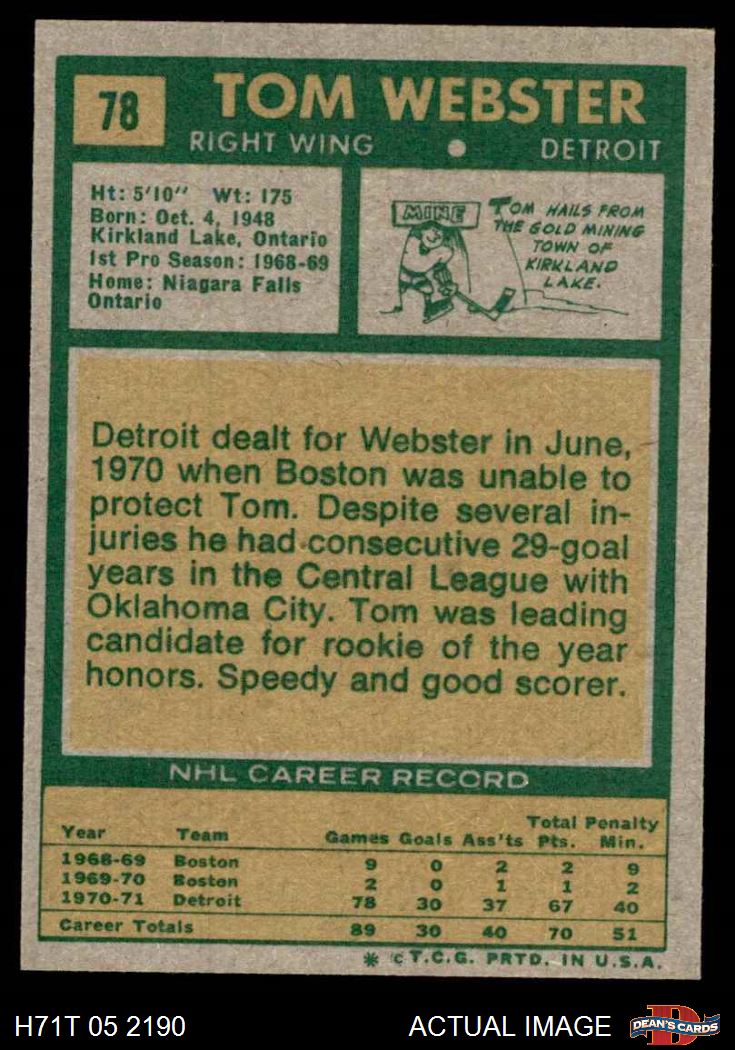 78
TOM WEBSTER
RIGHT WING • DETROIT
Ht: 5'10" Wt: 175
Born: Oct. 4, 1948
Kirkland Lake, Ontario
1st Pro Season: 1968-69
Home: Niagara Falls
Ontario
MINE
TOM HAILS FROM
THE GOLD MINING
TOWN OF
KIRKLAND
LAKE.
Detroit dealt for Webster in June,
1970 when Boston was unable to
protect Tom. Despite several in-
juries he had consecutive 29-goal
years in the Central League with
Oklahoma City. Tom was leading
candidate for rookie of the year
honors. Speedy and good scorer.
NHL CAREER RECORD
Total Penalty
Year Team Games Goals Ass'ts Pts. Min.
1968-69 Boston 9 0 2 2 9
1969-70 Boston 2 0 1 1 2
1970-71 Detroit 78 30 37 67 40
Career Totals 89 30 40 70 51
* © T.C.G. PRTD. IN U.S.A.
H71T 05 2190 ACTUAL IMAGE
D
DEAN'S CARDS